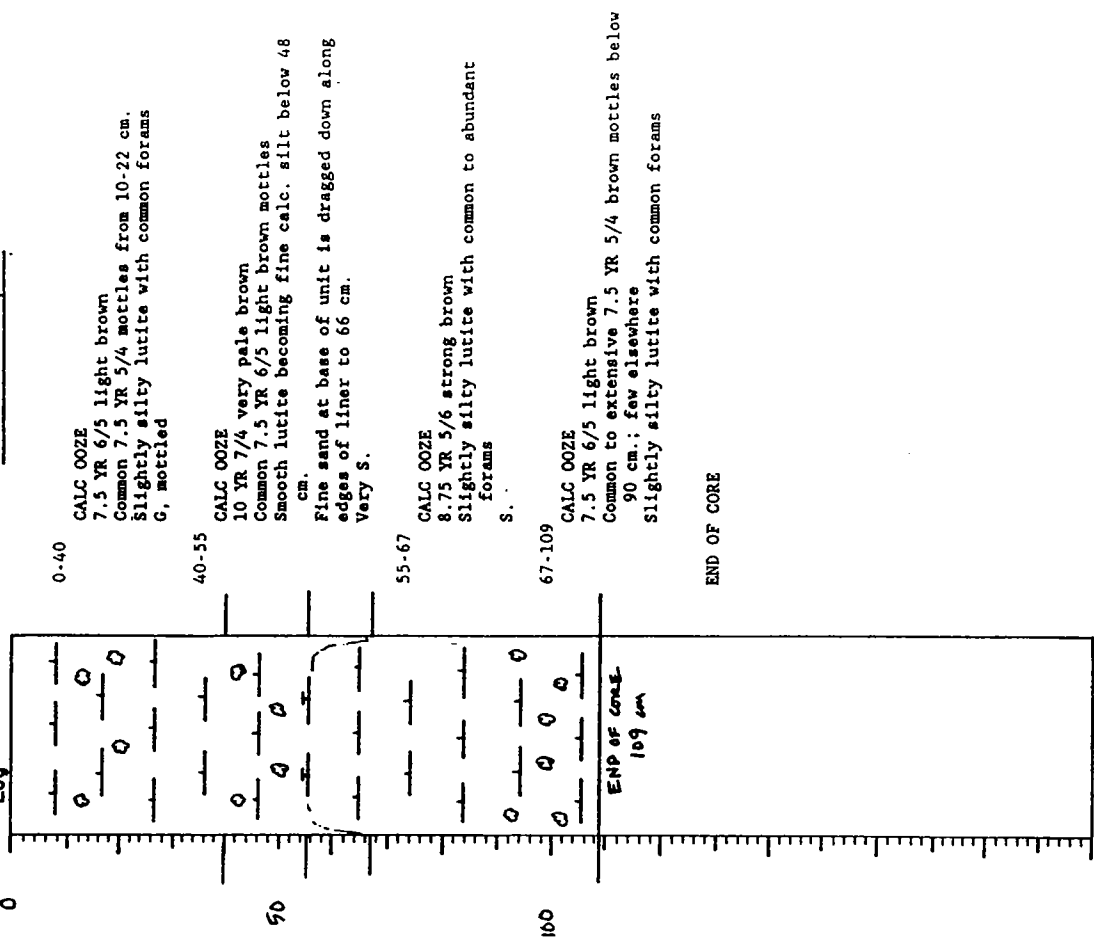 Log
0
50
100
END OF CORE
109 cm
0-40
CALC OOZE
7.5 YR 6/5 light brown
Common 7.5 YR 5/4 mottles from 10-22 cm.
Slightly silty lutite with common forams
G, mottled
40-55
CALC OOZE
10 YR 7/4 very pale brown
Common 7.5 YR 6/5 light brown mottles
Smooth lutite becoming fine calc. silt below 48
cm.
Fine sand at base of unit is dragged down along
edges of liner to 66 cm.
Very S.
55-67
CALC OOZE
8.75 YR 5/6 strong brown
Slightly silty lutite with common to abundant
forams
S.
67-109
CALC OOZE
7.5 YR 6/5 light brown
Common to extensive 7.5 YR 5/4 brown mottles below
90 cm.; few elsewhere
Slightly silty lutite with common forams
END OF CORE